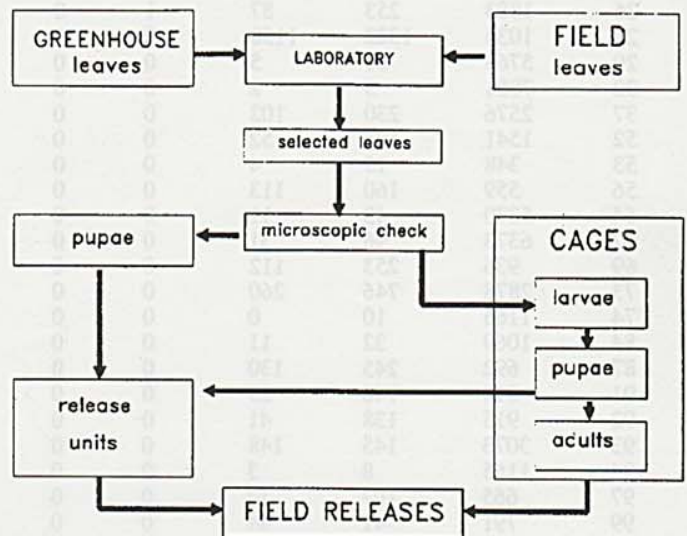 GREENHOUSE
leaves
LABORATORY
FIELD
leaves
selected leaves
microscopic check
pupae
CAGES
larvae
pupae
adults
release
units
FIELD RELEASES